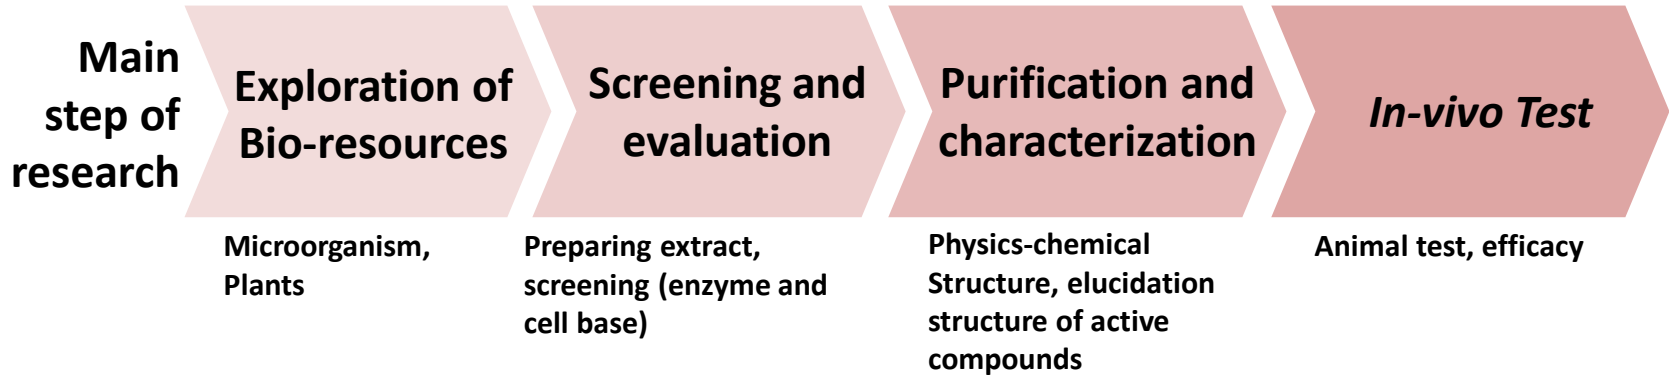 Main
step of
research
Exploration of
Bio-resources
Screening and
evaluation
Purification and
characterization
In-vivo Test
Microorganism,
Plants
Preparing extract,
screening (enzyme and
cell base)
Physics-chemical
Structure, elucidation
structure of active
compounds
Animal test, efficacy